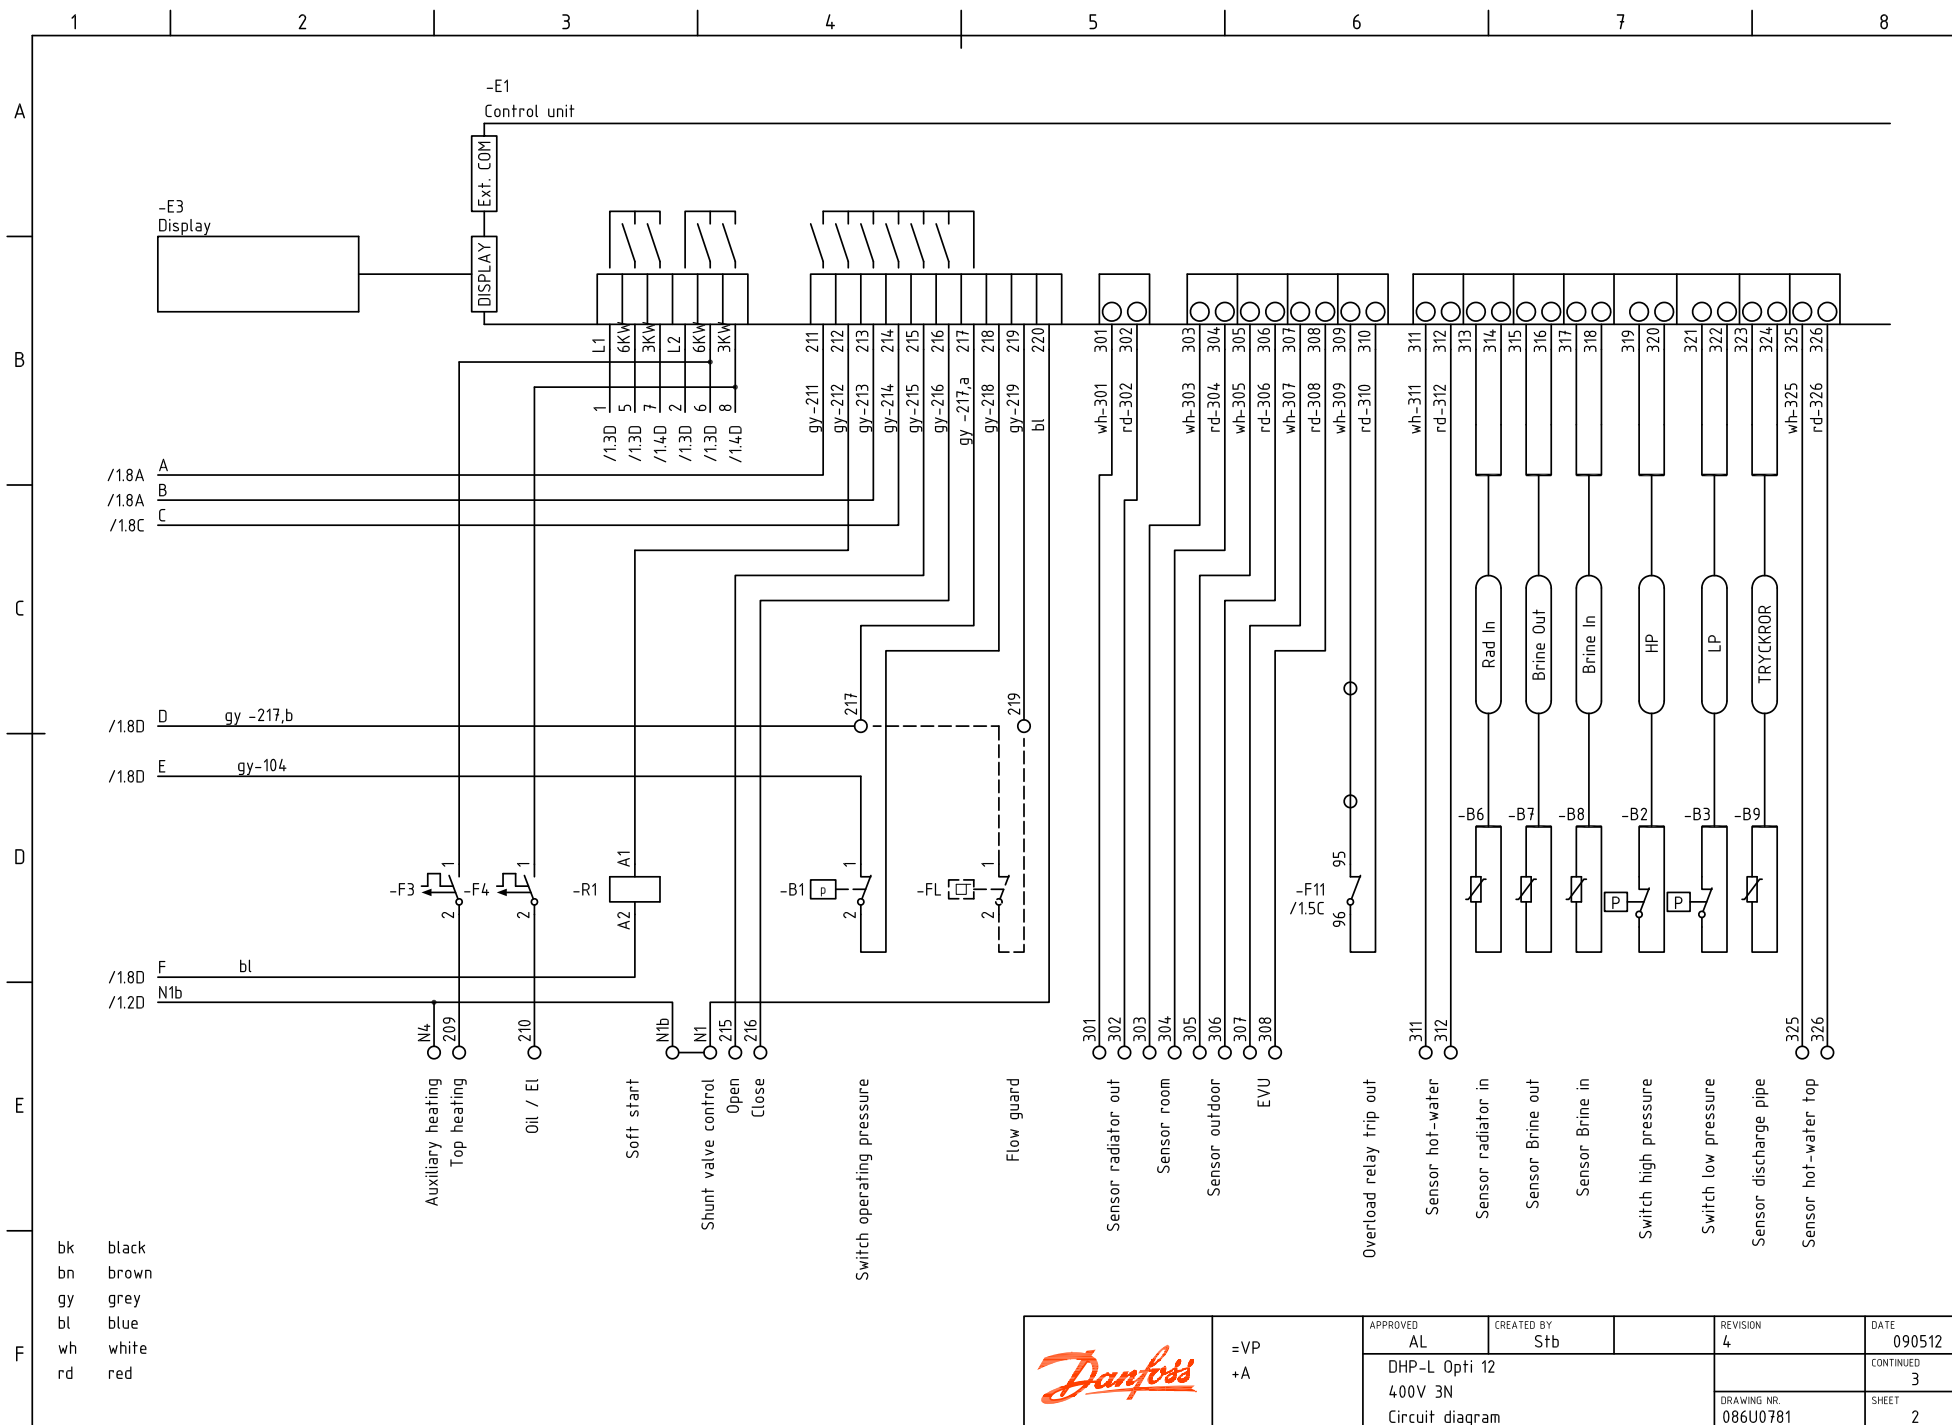 1 2 3 4 5 6 7 8
A
B
C
D
E
F
-E1
Control unit
Ext. COM
DISPLAY
-E3
Display
L1 6KW 3KW L2 6KW 3KW
1 5 7 2 6 8
/1.3D /1.3D /1.4D /1.3D /1.3D /1.4D
211 212 213 214 215 216 217 218 219 220
gy-211 gy-212 gy-213 gy-214 gy-215 gy-216 gy -217,a gy-218 gy-219 bl
301 302 303 304 305 306 307 308 309 310
wh-301 rd-302 wh-303 rd-304 wh-305 rd-306 wh-307 rd-308 wh-309 rd-310
311 312 313 314 315 316 317 318 319 320 321 322 323 324 325 326
wh-311 rd-312 wh-325 rd-326
/1.8A A
/1.8A B
/1.8C C
Rad In
Brine Out
Brine In
HP
LP
TRYCKROR
217 219
/1.8D D gy -217,b
/1.8D E gy-104
-B6 -B7 -B8 -B2 -B3 -B9
-F3 1 2
-F4 1 2
-R1 A1 A2
-B1 p 1 2
-FL 1 2
-F11
/1.5C
95 96
P P
/1.8D F bl
/1.2D N1b
N4 209 210 N1b N1 215 216
301 302 303 304 305 306 307 308
311 312 325 326
Auxiliary heating
Top heating
Oil / El
Soft start
Shunt valve control
Open
Close
Switch operating pressure
Flow guard
Sensor radiator out
Sensor room
Sensor outdoor
EVU
Overload relay trip out
Sensor hot-water
Sensor radiator in
Sensor Brine out
Sensor Brine in
Switch high pressure
Switch low pressure
Sensor discharge pipe
Sensor hot-water top
bk black
bn brown
gy grey
bl blue
wh white
rd red
Danfoss
=VP
+A
APPROVED
AL
CREATED BY
Stb
REVISION
4
DATE
090512
DHP-L Opti 12
400V 3N
Circuit diagram
CONTINUED
3
DRAWING NR.
086U0781
SHEET
2